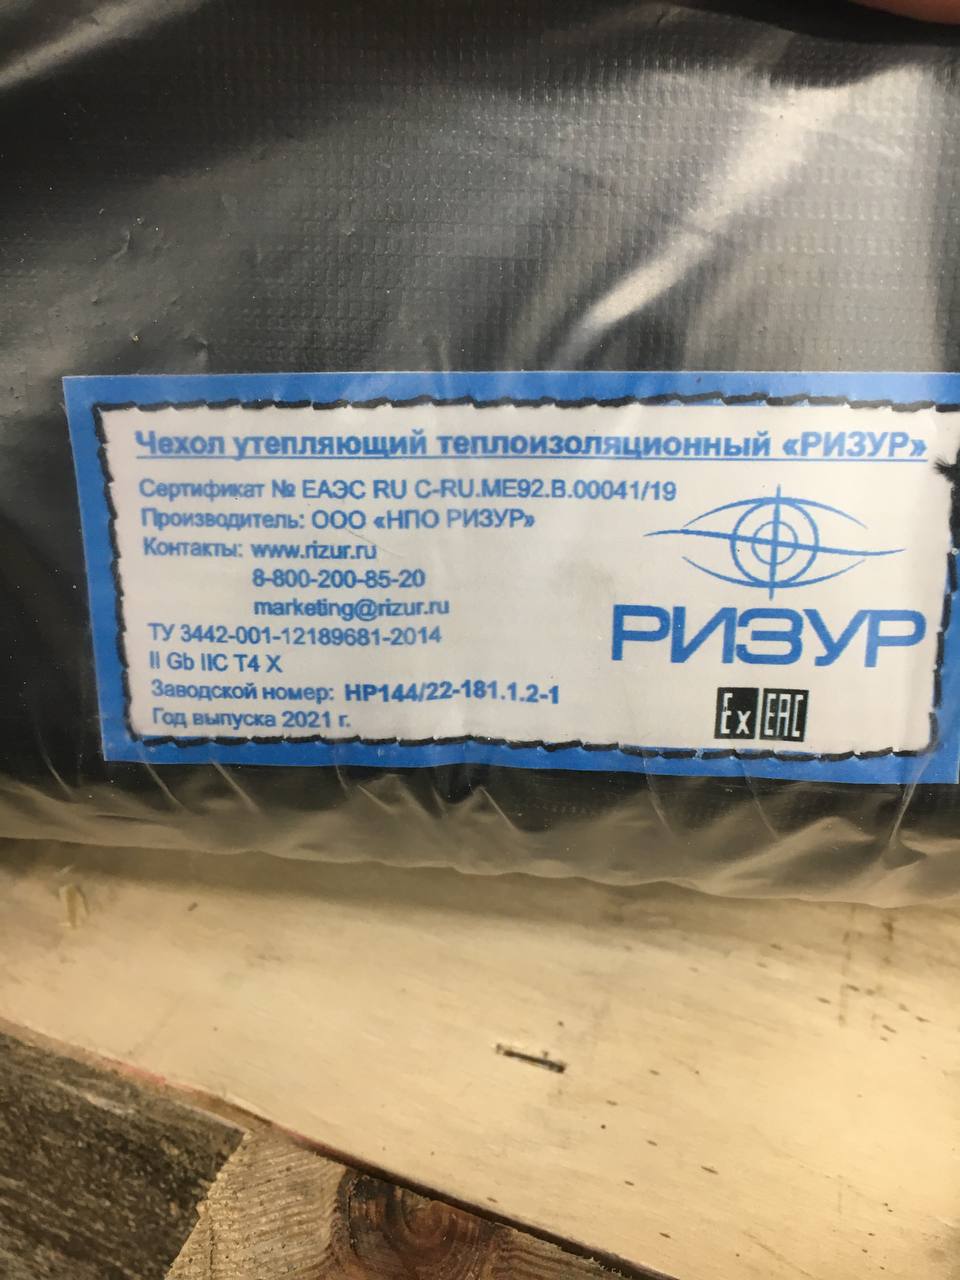 Чехол утепляющий теплоизоляционный «РИЗУР»
Сертификат № ЕАЭС RU C-RU.ME92.B.00041/19
Производитель: ООО «НПО РИЗУР»
Контакты: www.rizur.ru
8-800-200-85-20
marketing@rizur.ru
ТУ 3442-001-12189681-2014
II Gb IIC T4 X
Заводской номер: НР144/22-181.1.2-1
Год выпуска 2021 г.
РИЗУР
Ex EAC